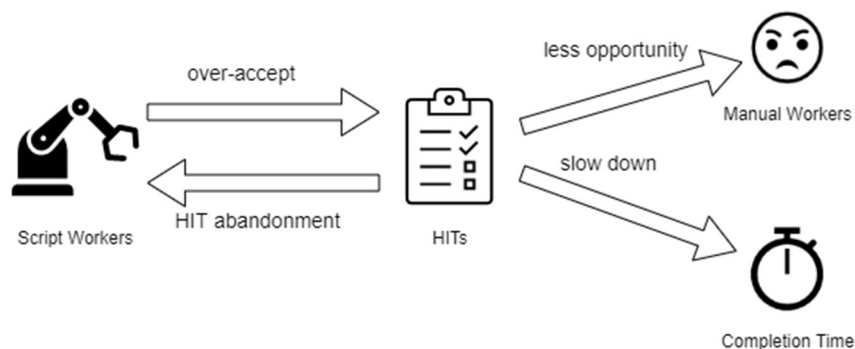 over-accept
less opportunity
Manual Workers
slow down
HIT abandonment
Script Workers
HITs
Completion Time